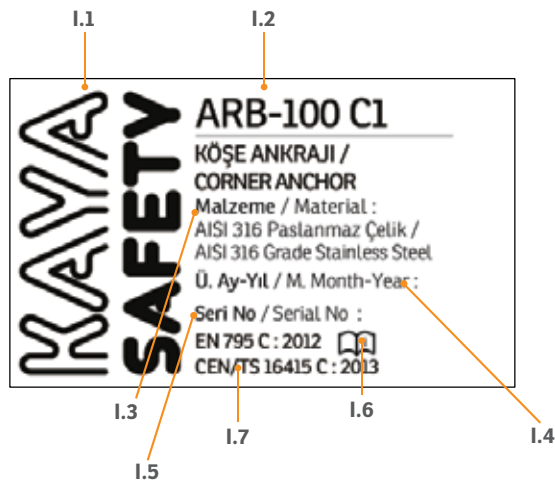 I.1
I.2
KAYA
SAFETY
ARB-100 C1
KÖŞE ANKRAJI /
CORNER ANCHOR
Malzeme / Material :
AISI 316 Paslanmaz Çelik /
AISI 316 Grade Stainless Steel
Ü. Ay-Yıl / M. Month-Year :
Seri No / Serial No :
EN 795 C : 2012
CEN/TS 16415 C : 2013
I.3
I.7
I.6
I.4
I.5